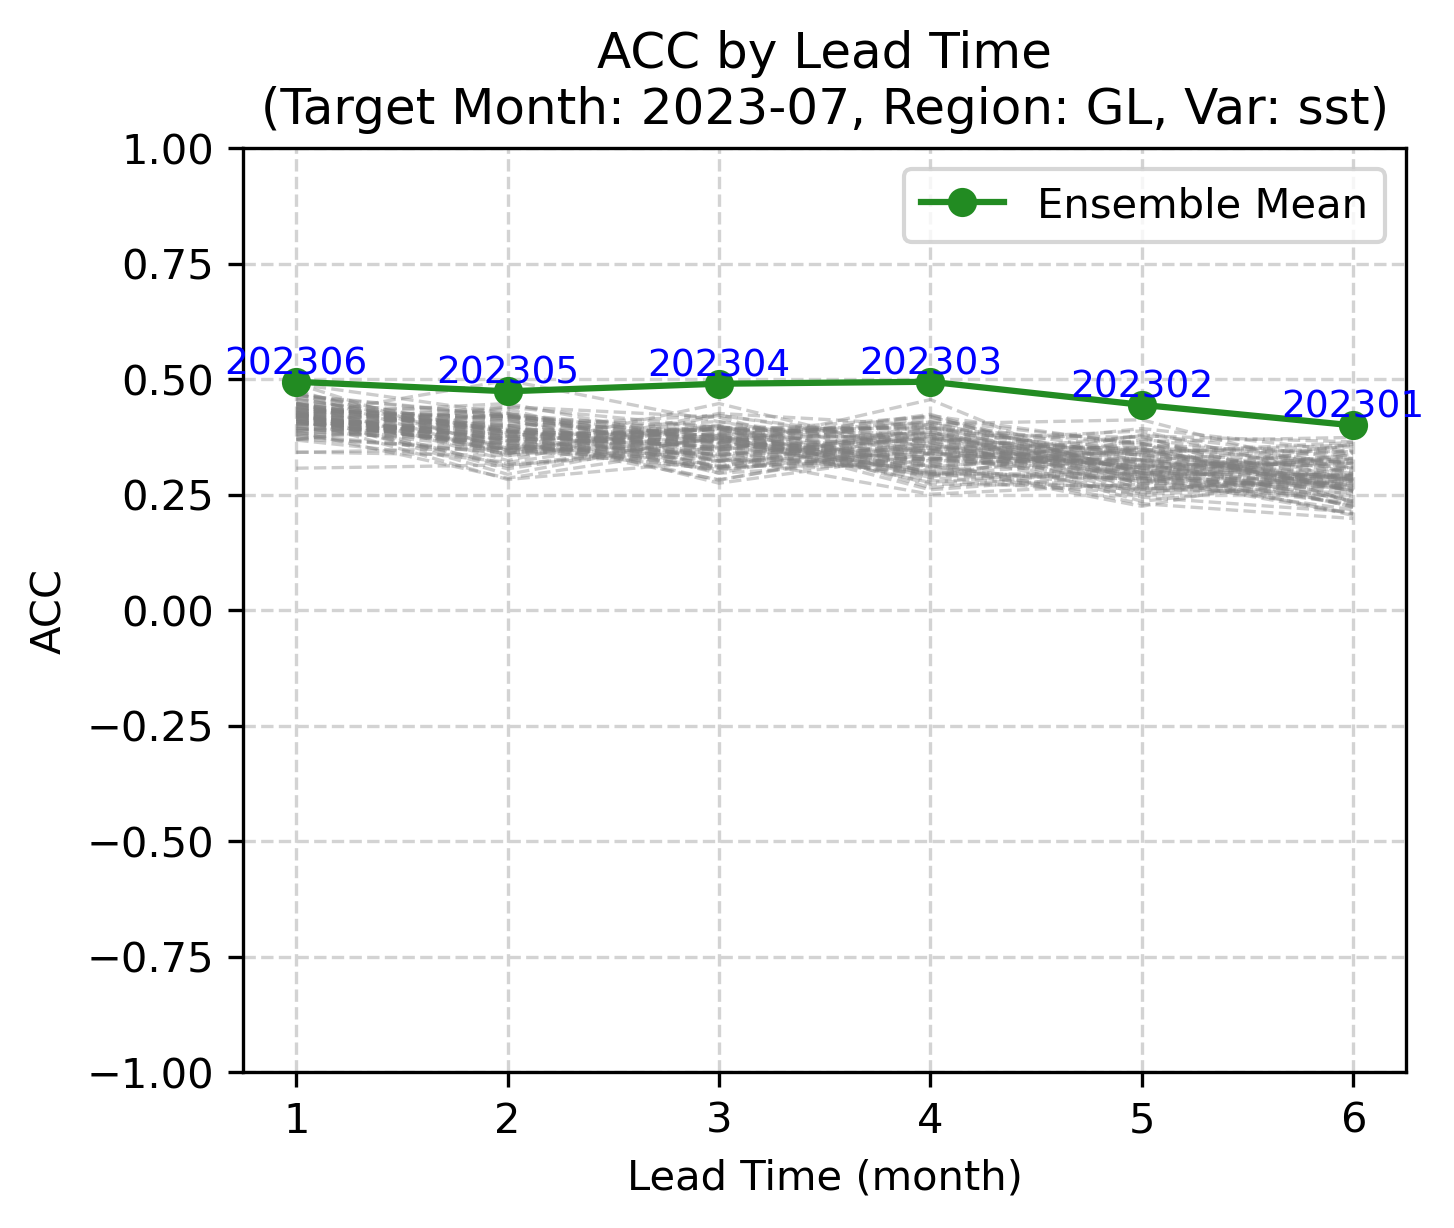 ACC by Lead Time
(Target Month: 2023-07, Region: GL, Var: sst)
1.00
0.75
0.50
0.25
0.00
−0.25
−0.50
−0.75
−1.00
ACC
Ensemble Mean
202306
202305
202304
202303
202302
202301
1 2 3 4 5 6
Lead Time (month)